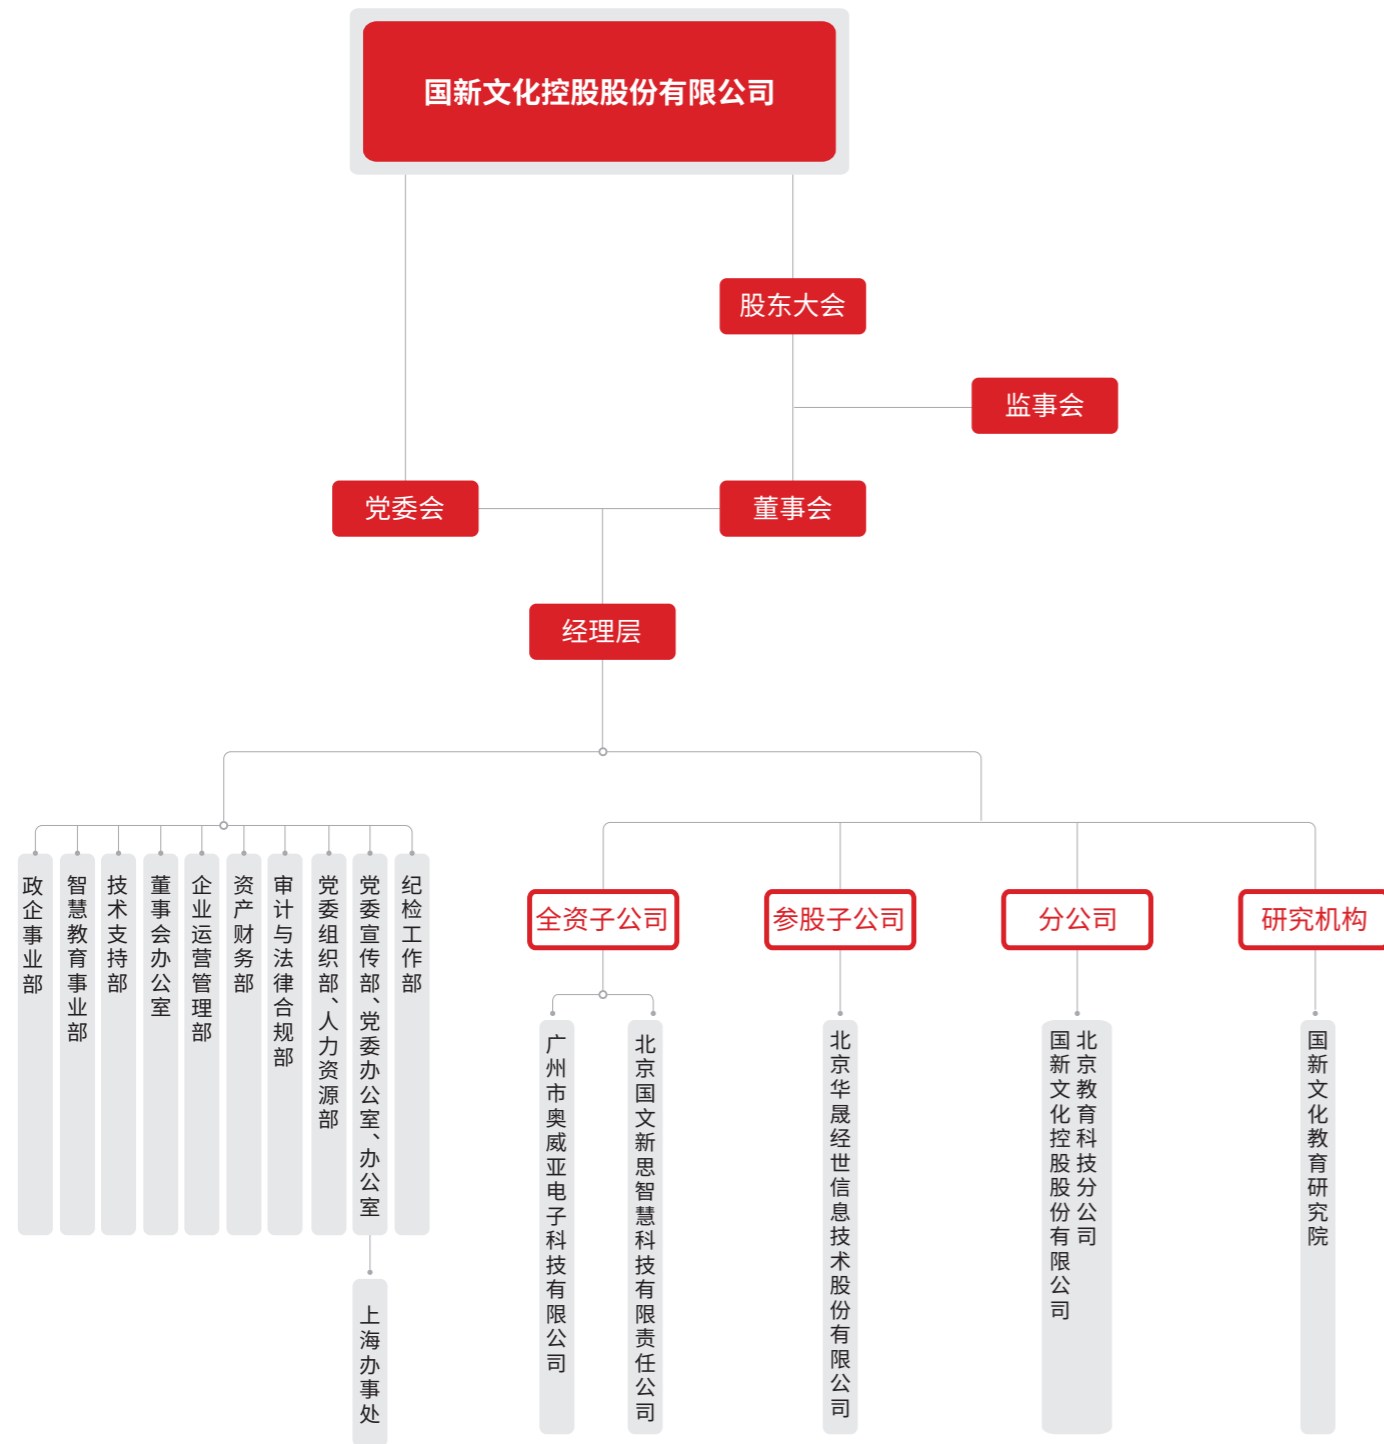 国新文化控股股份有限公司
股东大会
监事会
党委会
董事会
经理层
政企事业部
智慧教育事业部
技术支持部
董事会办公室
企业运营管理部
资产财务部
审计与法律合规部
党委组织部、人力资源部
党委宣传部、党委办公室、办公室
纪检工作部
上海办事处
全资子公司
参股子公司
分公司
研究机构
广州市奥威亚电子科技有限公司
北京国文新思智慧科技有限责任公司
北京华晟经世信息技术股份有限公司
国新文化控股股份有限公司
北京教育科技分公司
国新文化教育研究院